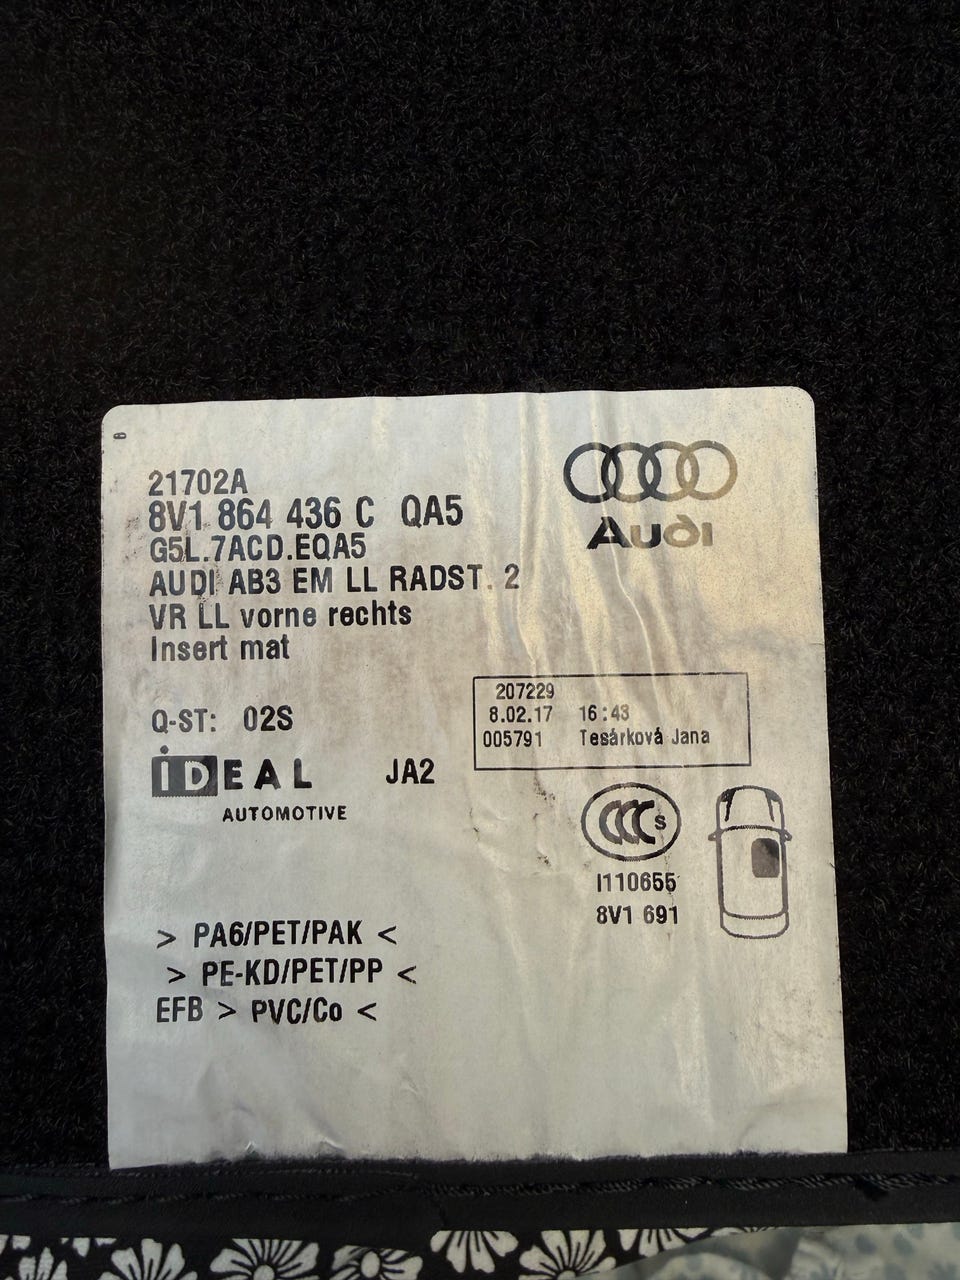 21702A
8V1 864 436 C QA5
G5L.7ACD.EQA5
AUDI AB3 EM LL RADST. 2
VR LL vorne rechts
Insert mat
Audi
207229
8.02.17 16:43
005791 Tesárková Jana
Q-ST: 02S
iDEAL JA2
AUTOMOTIVE
CCC S
I110655
8V1 691
> PA6/PET/PAK <
> PE-KD/PET/PP <
EFB > PVC/Co <